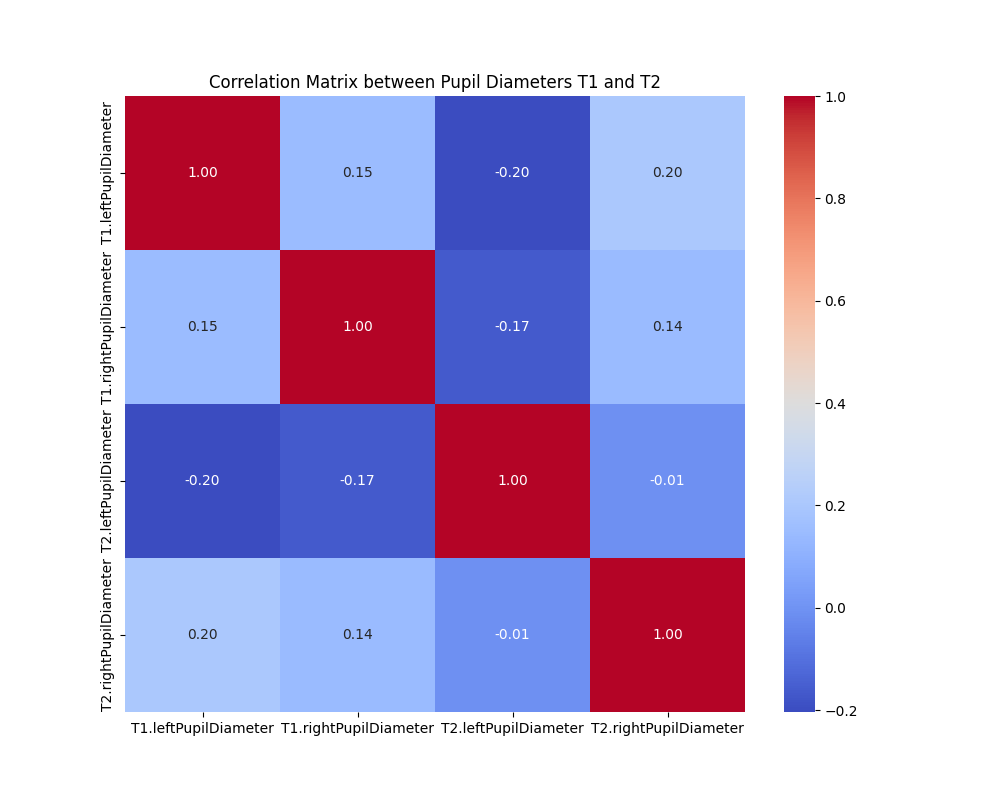 Correlation Matrix between Pupil Diameters T1 and T2
T1.leftPupilDiameter
1.00 0.15 -0.20 0.20
T1.rightPupilDiameter
0.15 1.00 -0.17 0.14
T2.leftPupilDiameter
-0.20 -0.17 1.00 -0.01
T2.rightPupilDiameter
0.20 0.14 -0.01 1.00
T1.leftPupilDiameter T1.rightPupilDiameter T2.leftPupilDiameter T2.rightPupilDiameter
1.0
0.8
0.6
0.4
0.2
0.0
−0.2